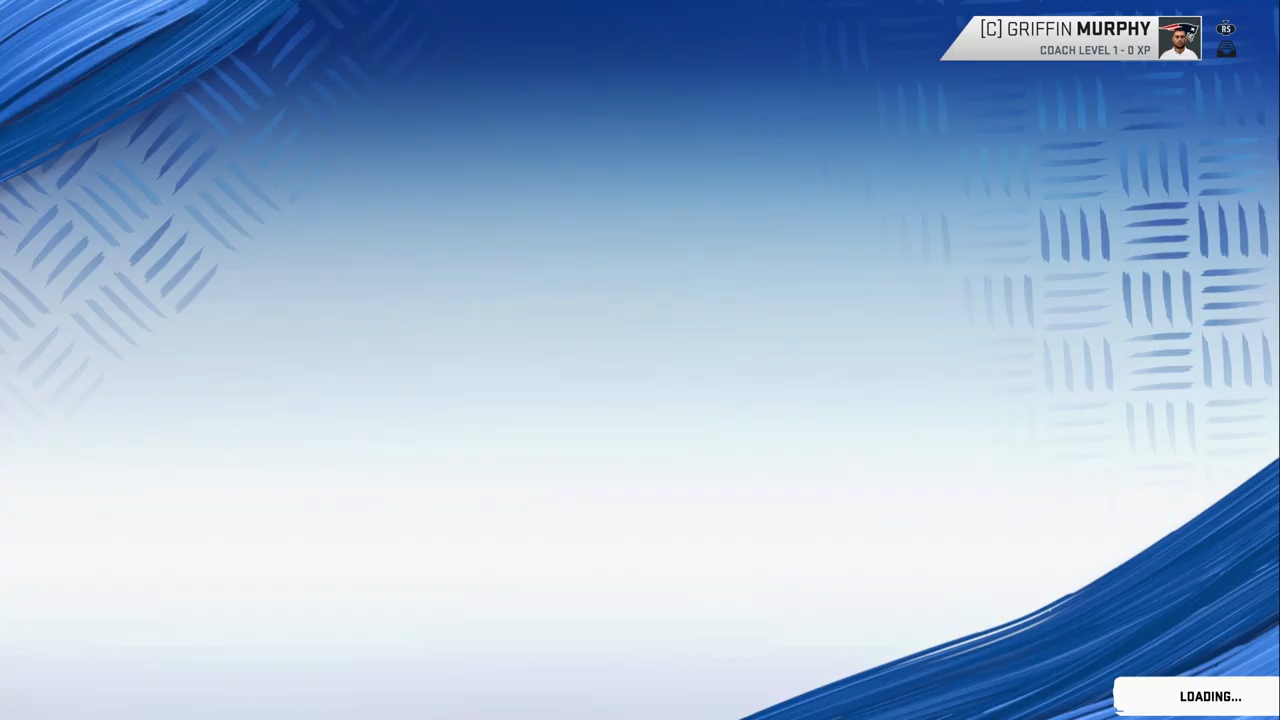 [C] GRIFFIN MURPHY
COACH LEVEL 1 - 0 XP
RS
LOADING...